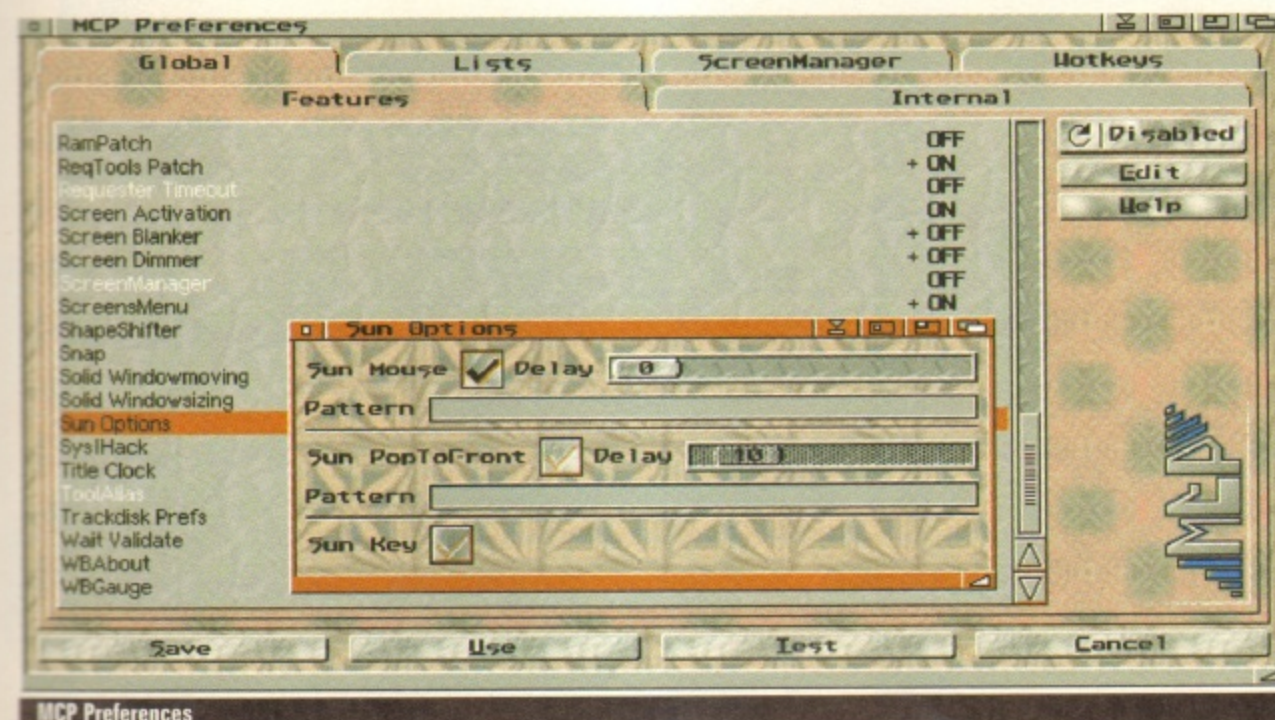 MCP Preferences
Global Lists ScreenManager Hotkeys
Features Internal
RamPatch OFF
ReqTools Patch + ON
Requester Timeout OFF
Screen Activation ON
Screen Blanker + OFF
Screen Dimmer + OFF
ScreenManager OFF
ScreensMenu + ON
ShapeShifter
Snap
Solid Windowmoving
Solid Windowsizing
Sun Options
SysIHack
Title Clock
ToolAlias
Trackdisk Prefs
Wait Validate
WBAbout
WBGauge
Disabled
Edit
Help
Sun Options
Sun Mouse Delay 0
Pattern
Sun PopToFront Delay 10
Pattern
Sun Key
MCP
Save Use Test Cancel
MCP Preferences